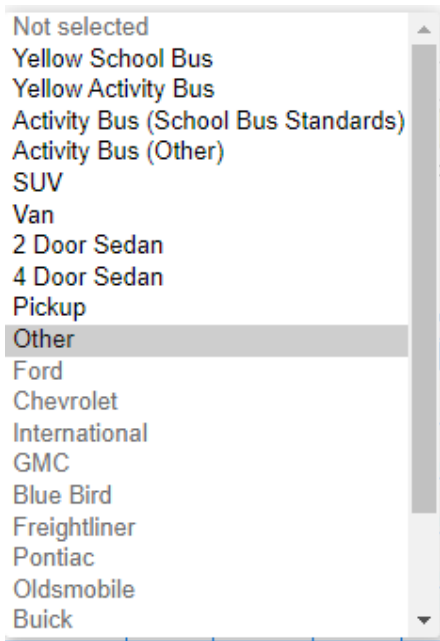 Not selected
Yellow School Bus
Yellow Activity Bus
Activity Bus (School Bus Standards)
Activity Bus (Other)
SUV
Van
2 Door Sedan
4 Door Sedan
Pickup
Other
Ford
Chevrolet
International
GMC
Blue Bird
Freightliner
Pontiac
Oldsmobile
Buick